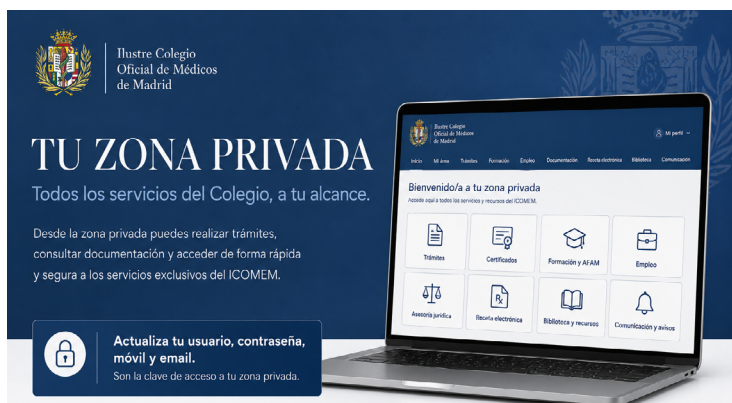 Ilustre Colegio
Oficial de Médicos
de Madrid
TU ZONA PRIVADA
Todos los servicios del Colegio, a tu alcance.
Desde la zona privada puedes realizar trámites,
consultar documentación y acceder de forma rápida
y segura a los servicios exclusivos del ICOMEM.
Actualiza tu usuario, contraseña,
móvil y email.
Son la clave de acceso a tu zona privada.
Ilustre Colegio
Oficial de Médicos
de Madrid
Mi perfil
Inicio Mi área Trámites Formación Empleo Documentación Receta electrónica Biblioteca Comunicación
Bienvenido/a a tu zona privada
Accede aquí a todos los servicios y recursos del ICOMEM.
Trámites Certificados Formación y AFAM Empleo
Rx
Asesoría jurídica Receta electrónica Biblioteca y recursos Comunicación y avisos